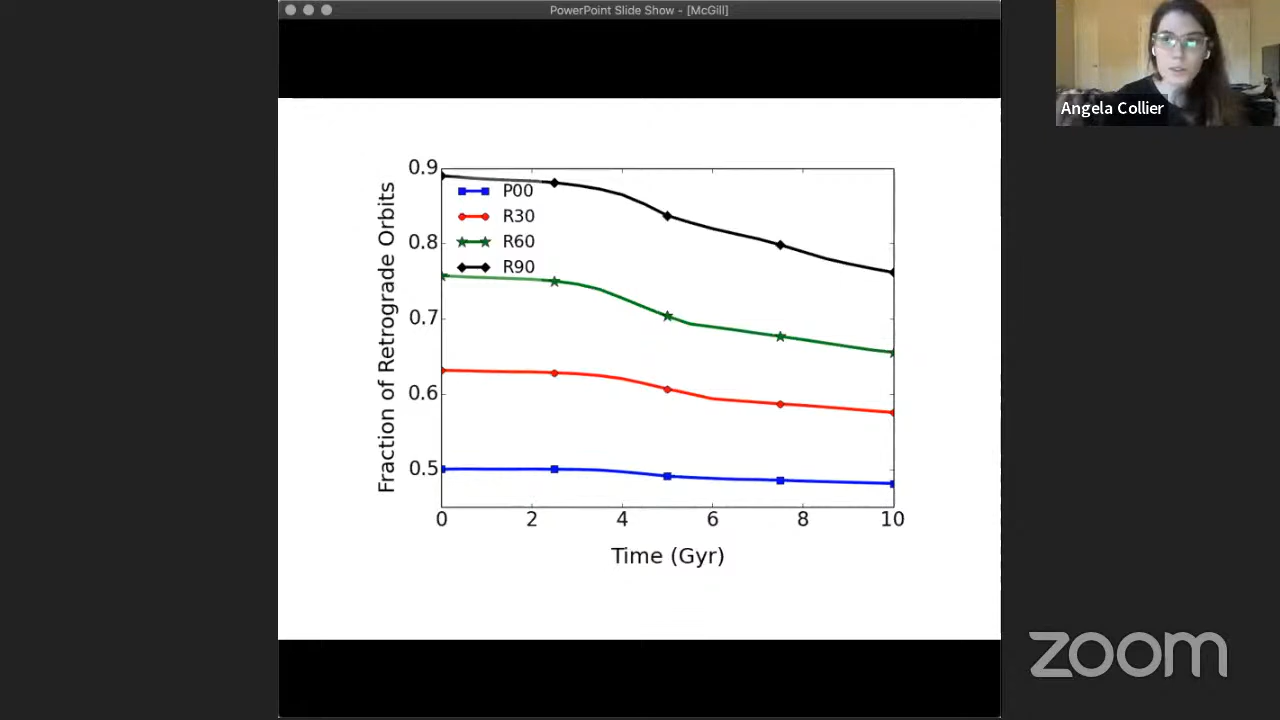 PowerPoint Slide Show - [McGill]
Angela Collier
Fraction of Retrograde Orbits
0.9
0.8
0.7
0.6
0.5
P00
R30
R60
R90
0 2 4 6 8 10
Time (Gyr)
zoom